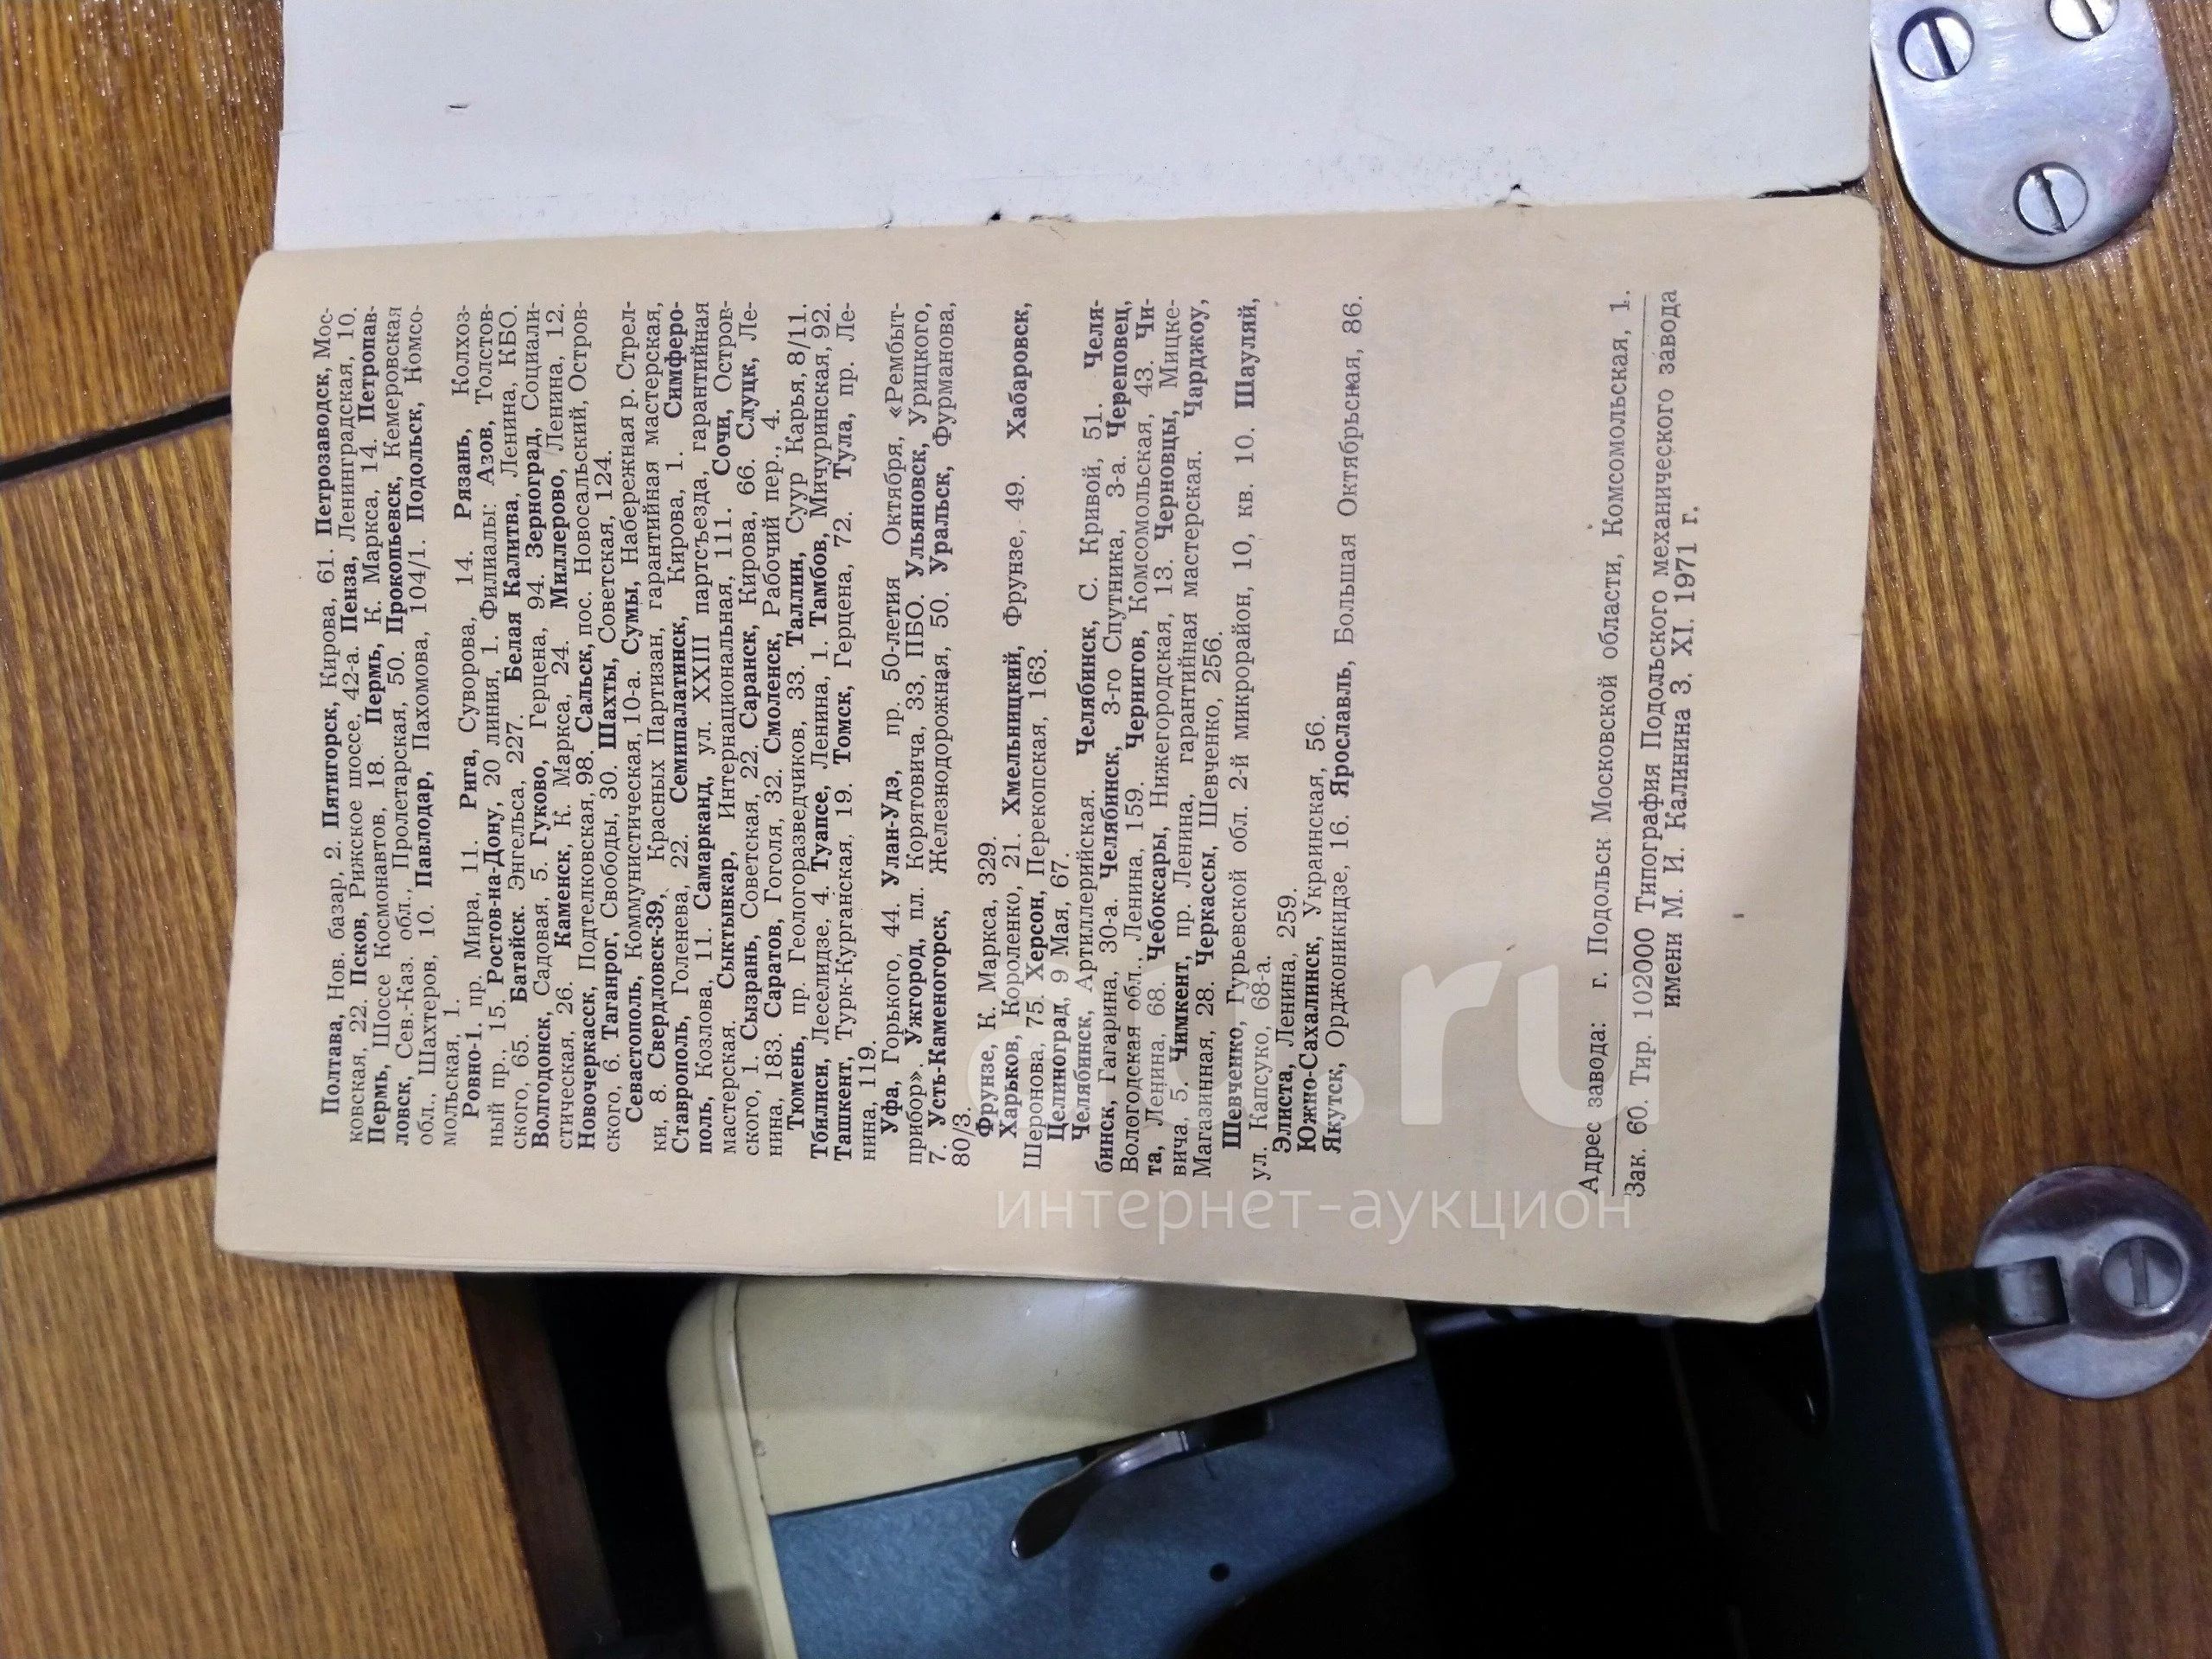 Полтава, Нов. базар, 2. Пятигорск, Кирова, 61. Петрозаводск, Мос-
ковская, 22. Псков, Рижское шоссе, 42-а. Пенза, Ленинградская, 10.
Пермь, Шоссе Космонавтов, 18. Пермь, К. Маркса, 14. Петропав-
ловск, Сев.-Каз. обл., Пролетарская, 50. Прокопьевск, Кемеровская
обл., Шахтеров, 10. Павлодар, Пахомова, 104/1. Подольск, Комсо-
мольская, 1.
Ровно-1. пр. Мира, 11. Рига, Суворова, 14. Рязань, Колхоз-
ный пр., 15. Ростов-на-Дону, 20 линия, 1. Филиалы: Азов, Толстов-
ского, 65. Батайск. Энгельса, 227. Белая Калитва, Ленина, КБО.
Волгодонск, Садовая, 5. Гуково, Герцена, 94. Зерноград, Социали-
стическая, 26. Каменск, К. Маркса, 24. Миллерово, Ленина, 12.
Новочеркасск, Подтелковская, 98. Сальск, пос. Новосальский, Остров-
ского, 6. Таганрог, Свободы, 30. Шахты, Советская, 124.
Севастополь, Коммунистическая, 10-а. Сумы, Набережная р. Стрел-
ки, 8. Свердловск-39, Красных Партизан, гарантийная мастерская,
Ставрополь, Голенева, 22. Семипалатинск, Кирова, 1. Симферо-
поль, Козлова, 11. Самарканд, ул. XXIII партсъезда, гарантийная
мастерская. Сыктывкар, Интернациональная, 111. Сочи, Островского,
ского, 1. Сызрань, Советская, 22. Саранск, Кирова, 66. Слуцк, Ле-
нина, 183. Саратов, Гоголя, 32. Смоленск, Рабочий пер., 4.
Тюмень, пр. Геологоразведчиков, 33. Таллин, Суур Карья, 8/11.
Тбилиси, Леселидзе, 4. Туапсе, Ленина, 1. Тамбов, Мичуринская, 92.
Ташкент, Турк-Курганская, 19. Томск, Герцена, 72. Тула, пр. Ле-
нина, 119.
Уфа, Горького, 44. Улан-Удэ, пр. 50-летия Октября, «Рембыт-
прибор». Ужгород, пл. Корятовича, 33, ПБО. Ульяновск, Урицкого,
7. Усть-Каменогорск, Железнодорожная, 50. Уральск, Фурманова,
80/3.
Фрунзе, К. Маркса, 329.
Харьков, Короленко, 21. Хмельницкий, Фрунзе, 49. Хабаровск,
Шеронова, 75. Херсон, Перекопская, 163.
Целиноград, 9 Мая, 67.
Челябинск, Артиллерийская. Челябинск, С. Кривой, 51. Челя-
бинск, Гагарина, 30-а. Челябинск, 3-го Спутника, 3-а. Череповец,
Вологодская обл., Ленина, 159. Чернигов, Комсомольская, 43. Чи-
та, Ленина, 68. Чебоксары, Нижегородская, 13. Черновцы, Мицке-
вича, 5. Чимкент, пр. Ленина, гарантийная мастерская. Чарджоу,
Магазинная, 28. Черкассы, Шевченко, 256.
Шевченко, Гурьевской обл. 2-й микрорайон, 10, кв. 10. Шауляй,
ул. Капсуко, 68-а.
Элиста, Ленина, 259.
Южно-Сахалинск, Украинская, 56.
Якутск, Орджоникидзе, 16. Ярославль, Большая Октябрьская, 86.
Адрес завода: г. Подольск Московской области, Комсомольская, 1.
Зак. 60. Тир. 102000 Типография Подольского механического завода
имени М. И. Калинина 3. XI. 1971 г.
au.ru
интернет-аукцион